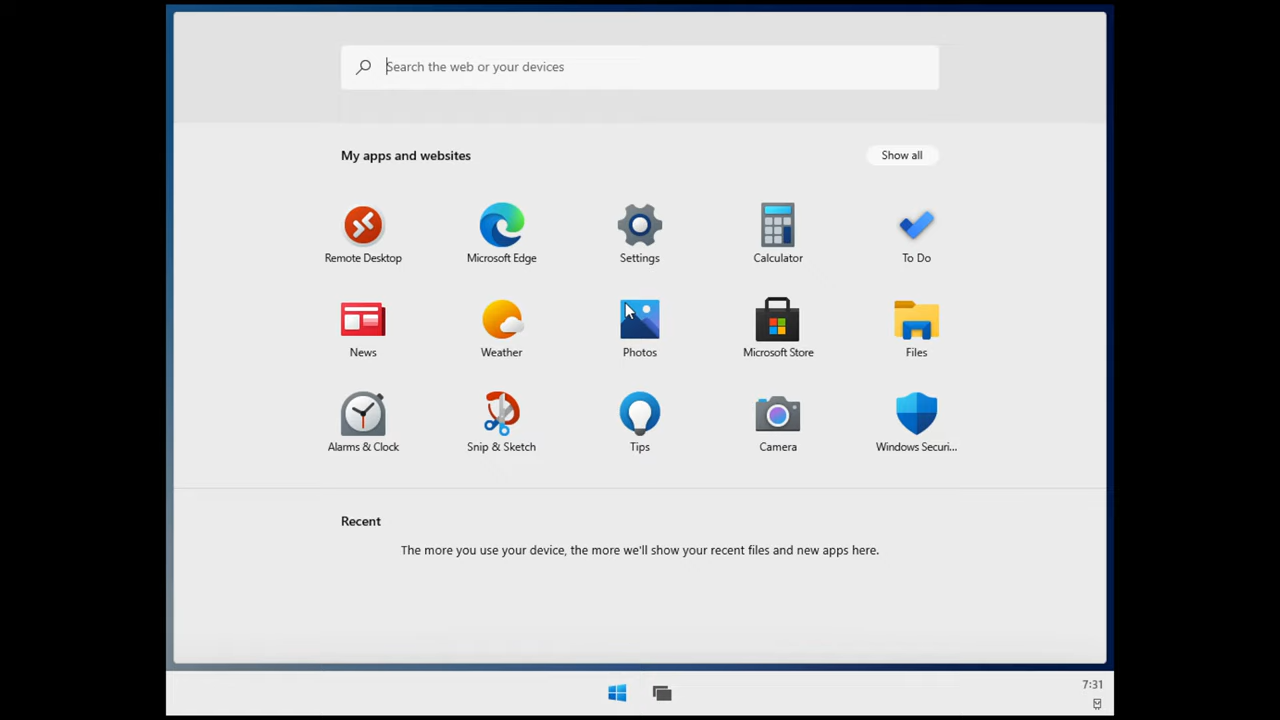 Search the web or your devices
My apps and websites
Show all
Remote Desktop
Microsoft Edge
Settings
Calculator
To Do
News
Weather
Photos
Microsoft Store
Files
Alarms & Clock
Snip & Sketch
Tips
Camera
Windows Securi...
Recent
The more you use your device, the more we'll show your recent files and new apps here.
7:31